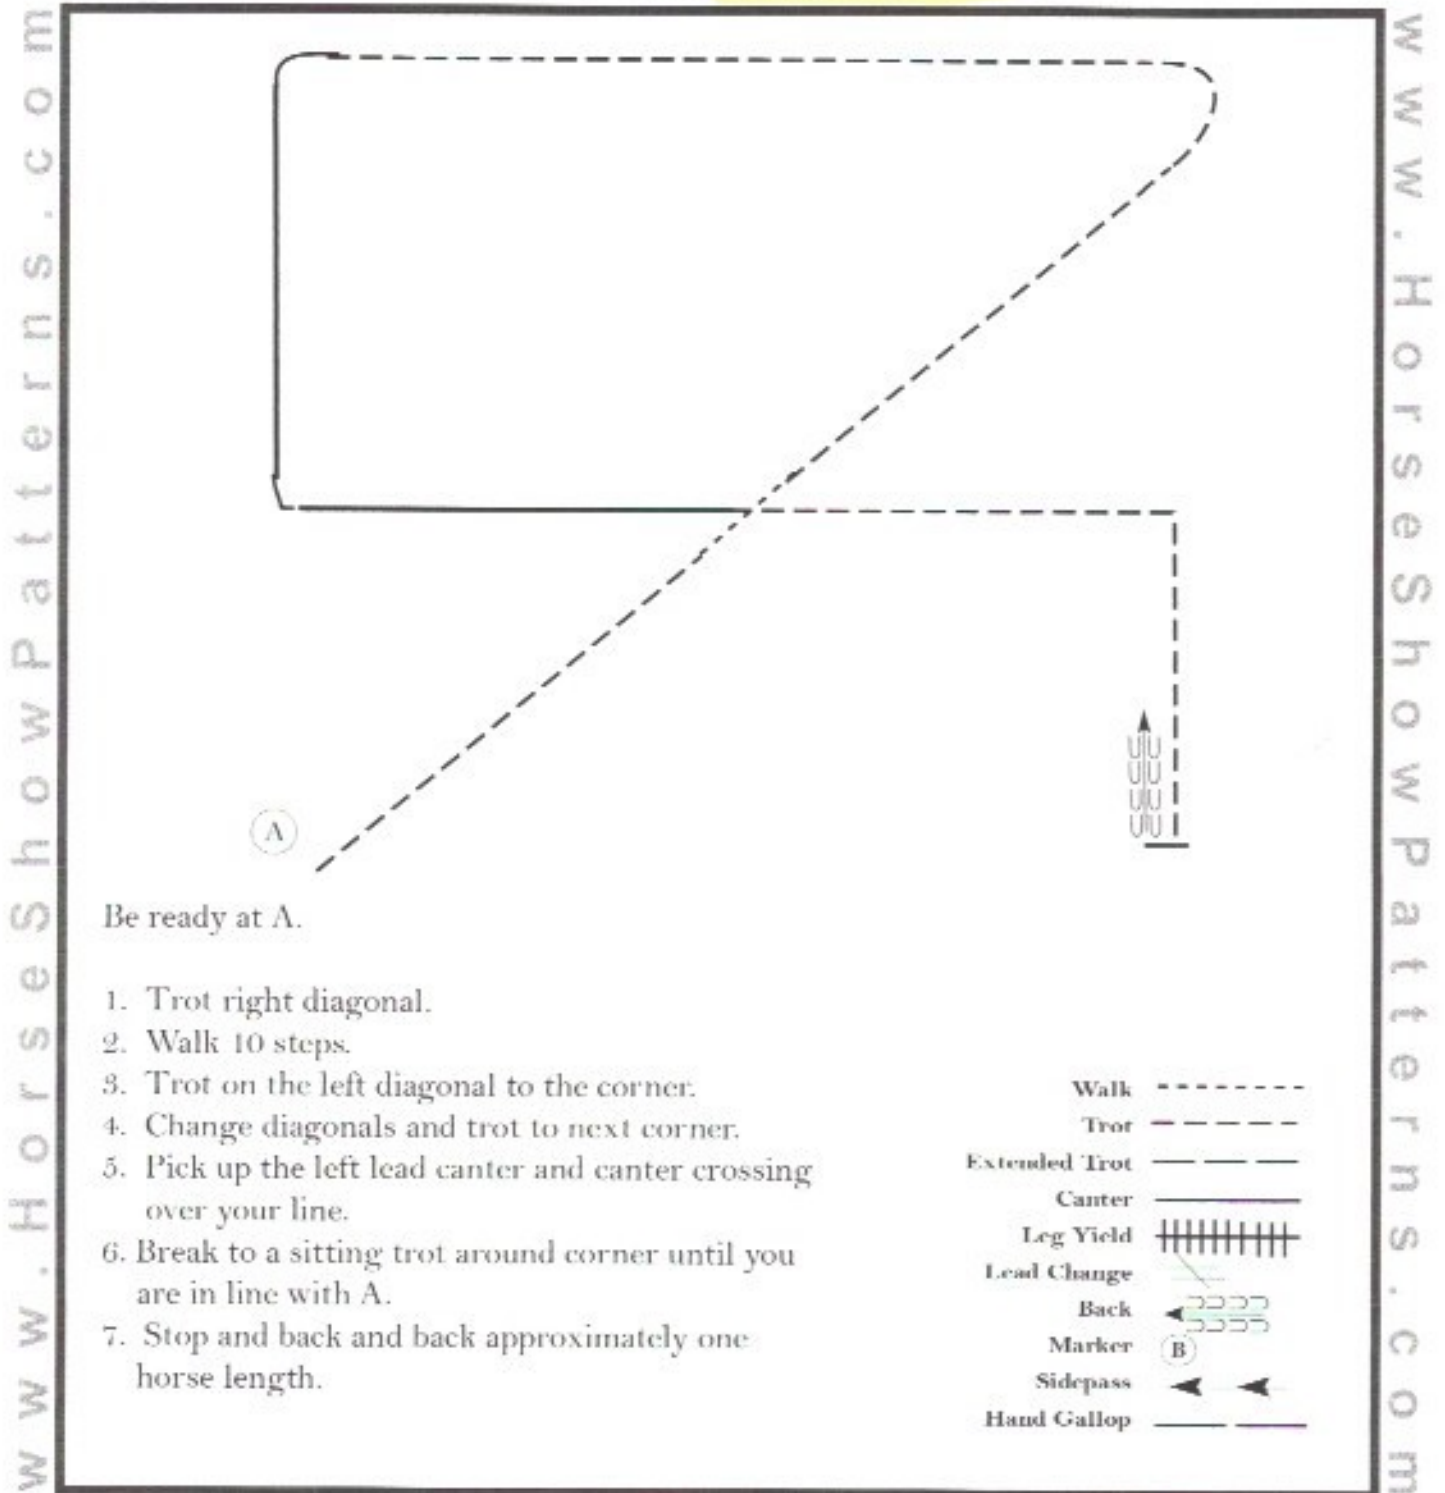 www.HorseShowPatterns.com
www.HorseShowPatterns.com
A
Be ready at A.
1. Trot right diagonal.
2. Walk 10 steps.
3. Trot on the left diagonal to the corner.
4. Change diagonals and trot to next corner.
5. Pick up the left lead canter and canter crossing
over your line.
6. Break to a sitting trot around corner until you
are in line with A.
7. Stop and back and back approximately one
horse length.
Walk
Trot
Extended Trot
Canter
Leg Yield
Lead Change
Back
Marker B
Sidepass
Hand Gallop